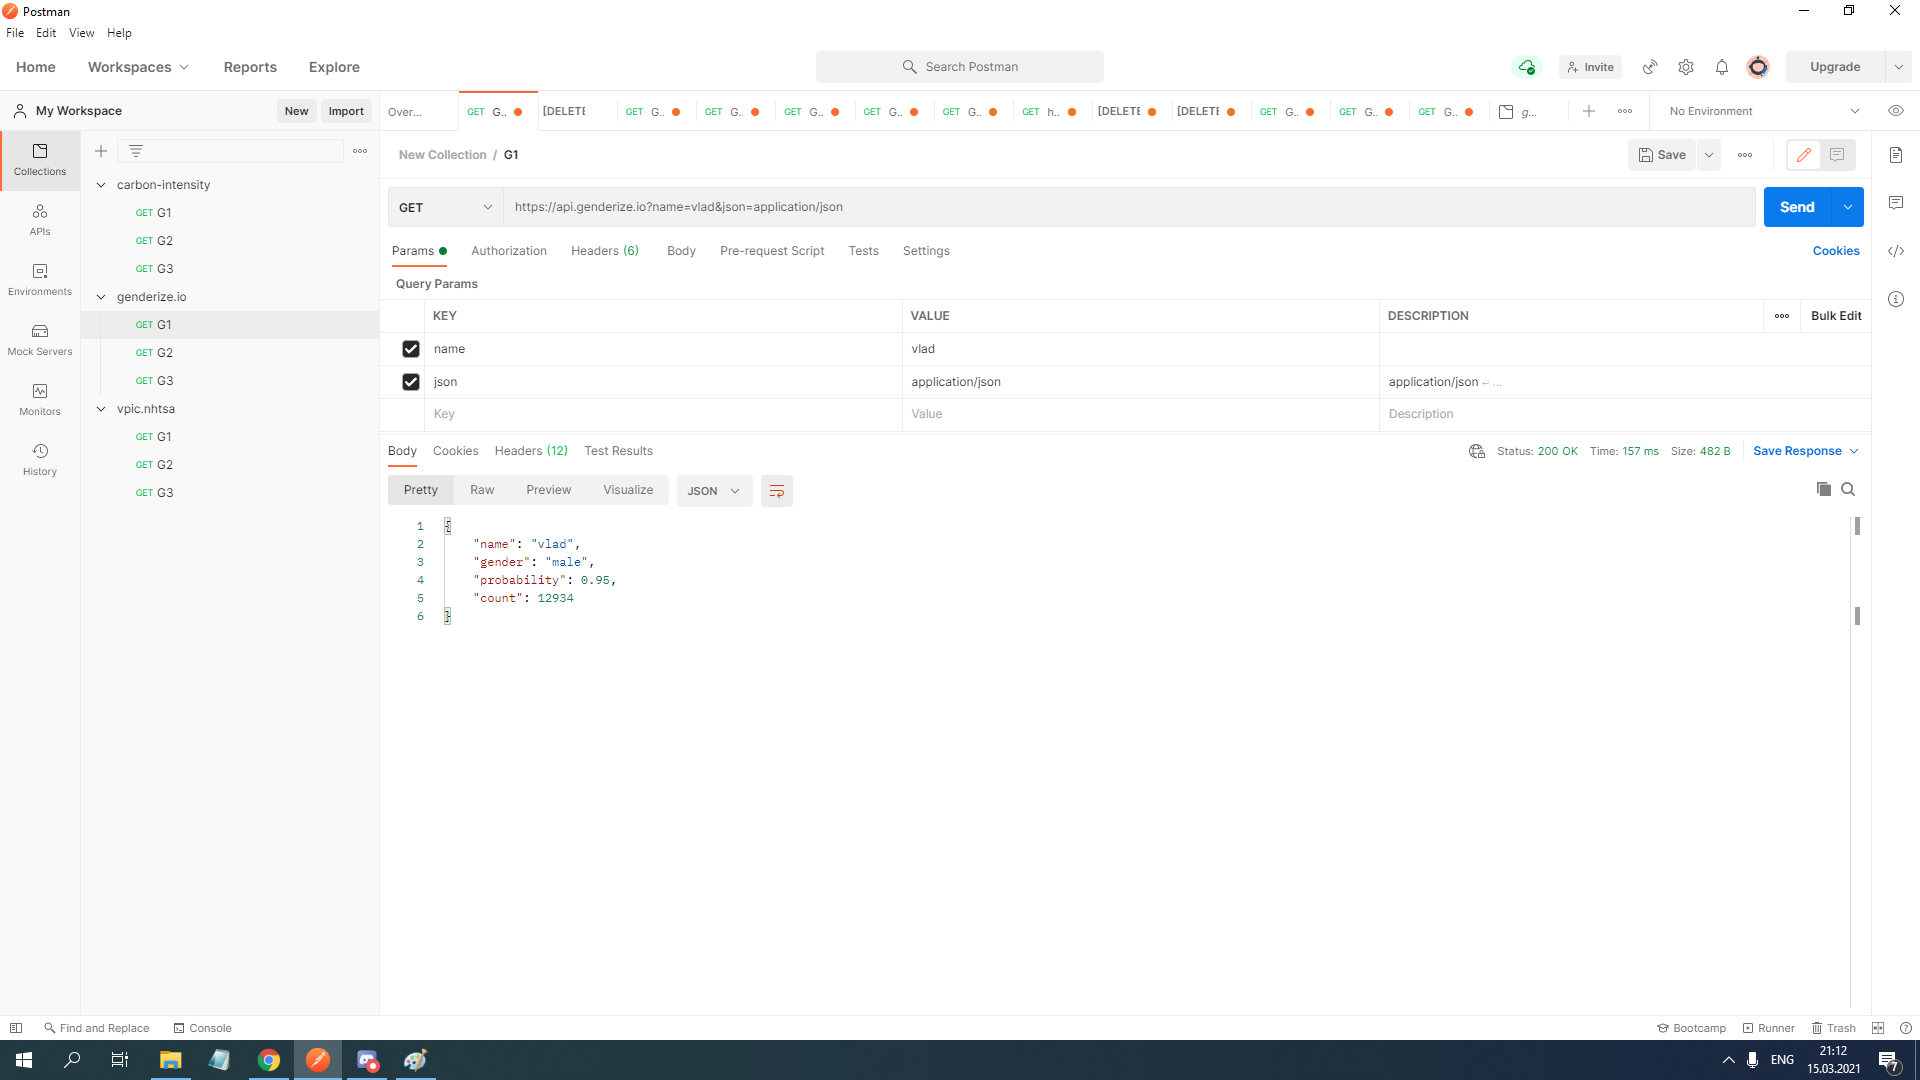 Postman
File Edit View Help
Home Workspaces Reports Explore
Search Postman
Invite
Upgrade
My Workspace
New Import
Over...
GET G..
[DELETE
GET G..
GET G..
GET G..
GET G..
GET G..
GET h..
[DELETE
[DELETE
GET G..
GET G..
GET G..
g...
No Environment
Collections
APIs
Environments
Mock Servers
Monitors
History
carbon-intensity
GET G1
GET G2
GET G3
genderize.io
GET G1
GET G2
GET G3
vpic.nhtsa
GET G1
GET G2
GET G3
New Collection / G1
Save
GET
https://api.genderize.io?name=vlad&json=application/json
Send
Params Authorization Headers (6) Body Pre-request Script Tests Settings
Cookies
Query Params
KEY VALUE DESCRIPTION
Bulk Edit
name vlad
json application/json application/json ↵ ...
Key Value Description
Body Cookies Headers (12) Test Results
Status: 200 OK Time: 157 ms Size: 482 B
Save Response
Pretty Raw Preview Visualize
JSON
1 {
2 "name": "vlad",
3 "gender": "male",
4 "probability": 0.95,
5 "count": 12934
6 }
Find and Replace Console
Bootcamp Runner Trash
ENG
21:12
15.03.2021
7